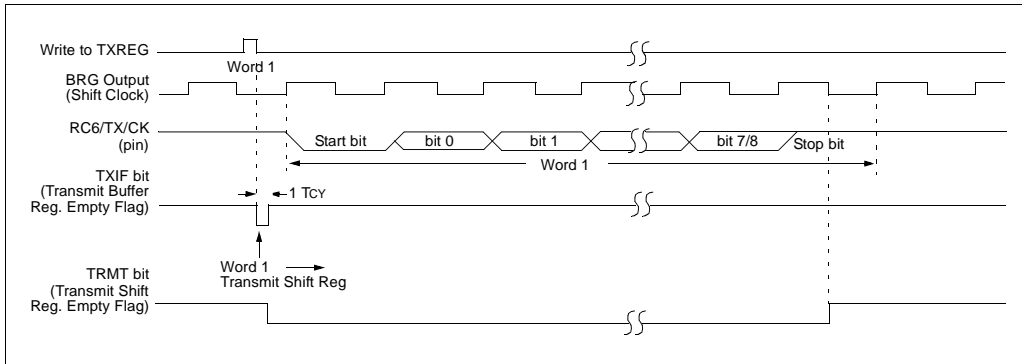 Write to TXREG
Word 1
BRG Output
(Shift Clock)
RC6/TX/CK
(pin)
Start bit
bit 0
bit 1
bit 7/8
Stop bit
Word 1
TXIF bit
(Transmit Buffer
Reg. Empty Flag)
1 TCY
Word 1
Transmit Shift Reg
TRMT bit
(Transmit Shift
Reg. Empty Flag)